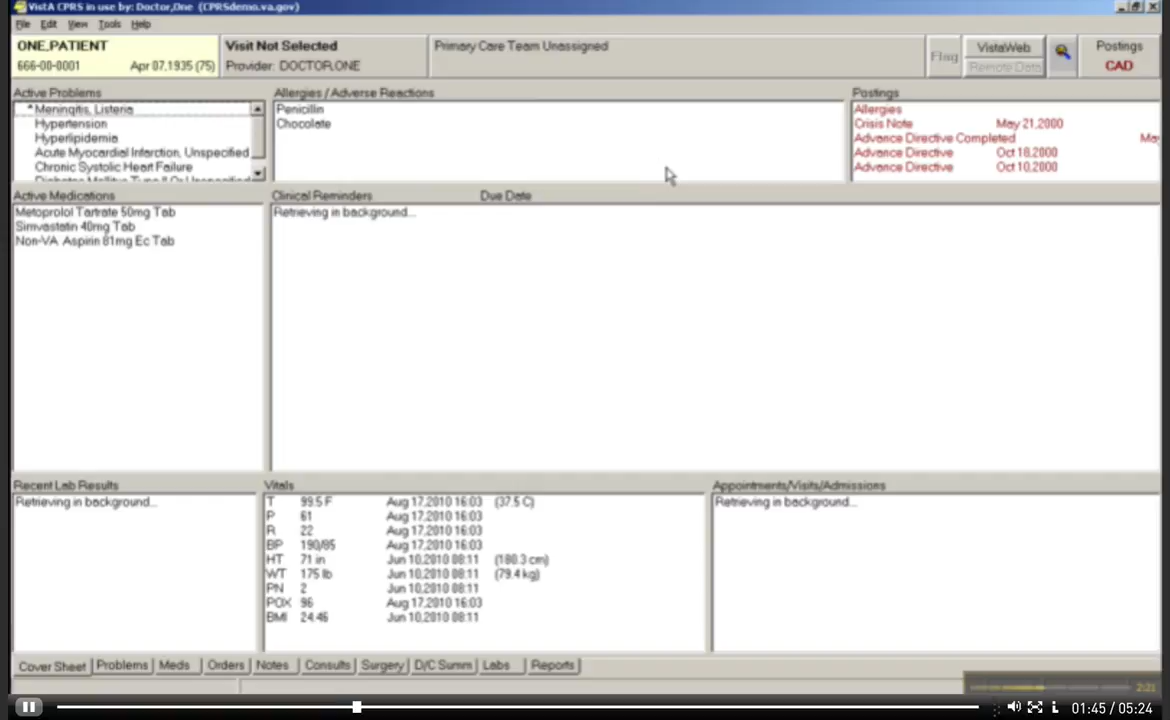 VistA CPRS in use by: Doctor,One (CPRSdemo.va.gov)
File Edit View Tools Help
ONE,PATIENT
666-00-0001 Apr 07,1935 (75)
Visit Not Selected
Provider: DOCTOR,ONE
Primary Care Team Unassigned
Flag
VistaWeb
Remote Data
Postings
CAD
Active Problems
*Meningitis, Listeria
Hypertension
Hyperlipidemia
Acute Myocardial Infarction, Unspecified
Chronic Systolic Heart Failure
Diabetes Mellitus Type II Or Unspecified
Allergies / Adverse Reactions
Penicillin
Chocolate
Postings
Allergies
Crisis Note May 21,2000
Advance Directive Completed May
Advance Directive Oct 18,2000
Advance Directive Oct 10,2000
Active Medications
Metoprolol Tartrate 50mg Tab
Simvastatin 40mg Tab
Non-VA Aspirin 81mg Ec Tab
Clinical Reminders Due Date
Retrieving in background...
Recent Lab Results
Retrieving in background...
Vitals
T 99.5 F Aug 17,2010 16:03 (37.5 C)
P 61 Aug 17,2010 16:03
R 22 Aug 17,2010 16:03
BP 190/85 Aug 17,2010 16:03
HT 71 in Jun 10,2010 08:11 (180.3 cm)
WT 175 lb Jun 10,2010 08:11 (79.4 kg)
PN 2 Jun 10,2010 08:11
POX 96 Aug 17,2010 16:03
BMI 24.46 Jun 10,2010 08:11
Appointments/Visits/Admissions
Retrieving in background...
Cover Sheet Problems Meds Orders Notes Consults Surgery D/C Summ Labs Reports
2:21
01:45 / 05:24